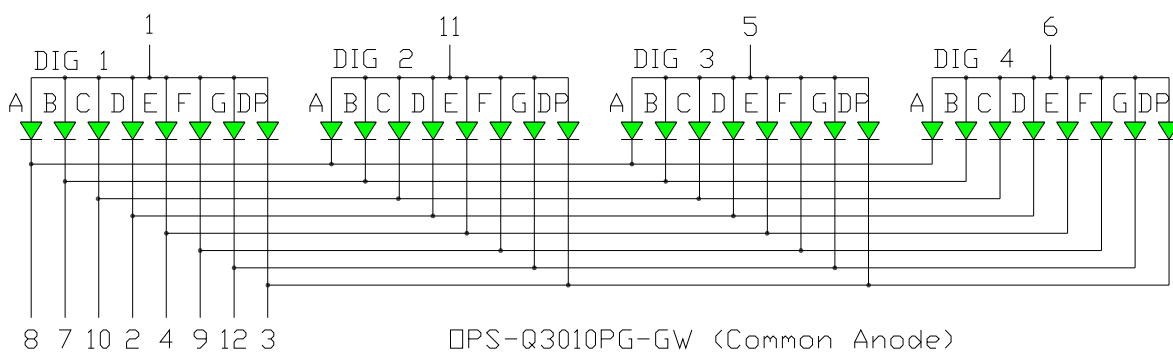 1 11 5 6
DIG 1 DIG 2 DIG 3 DIG 4
A B C D E F G DP A B C D E F G DP A B C D E F G DP A B C D E F G DP
8 7 10 2 4 9 12 3 OPS-Q3010PG-GW (Common Anode)